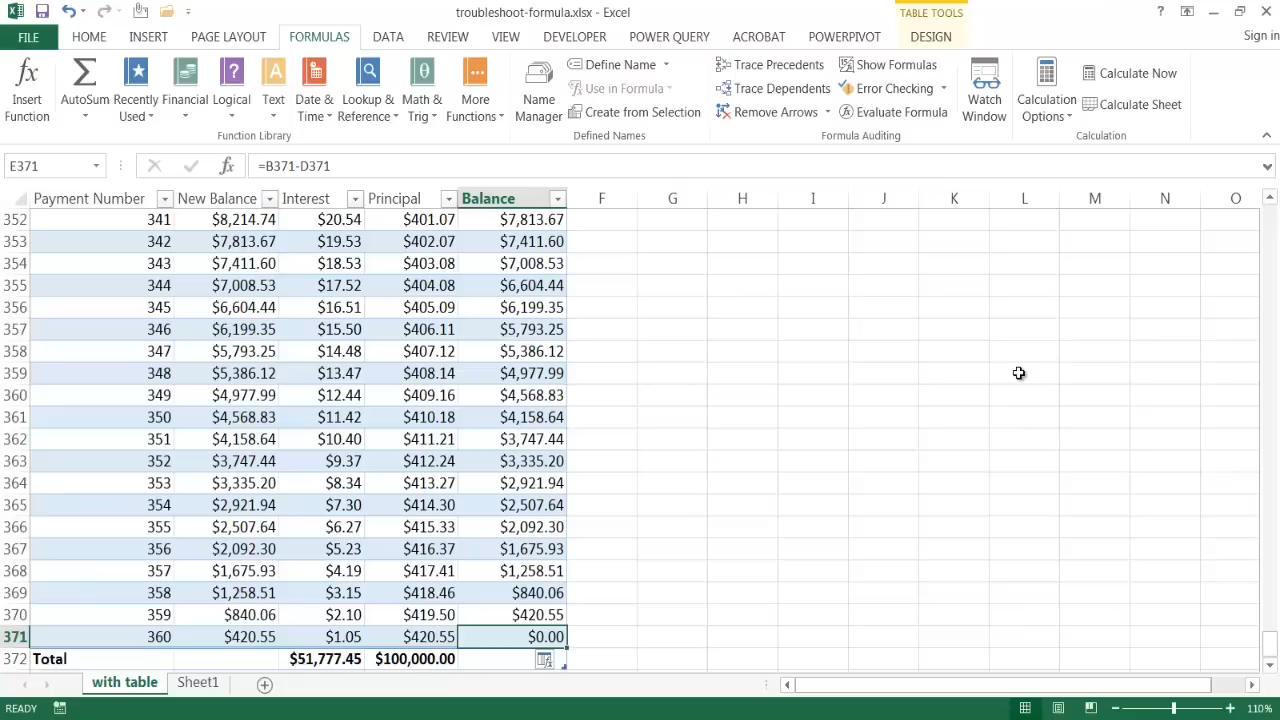 troubleshoot-formula.xlsx - Excel
TABLE TOOLS
?
FILE HOME INSERT PAGE LAYOUT FORMULAS DATA REVIEW VIEW DEVELOPER POWER QUERY ACROBAT POWERPIVOT DESIGN Sign in
Insert Function
AutoSum
Recently Used
Financial
Logical
Text
Date & Time
Lookup & Reference
Math & Trig
More Functions
Function Library
Name Manager
Define Name
Use in Formula
Create from Selection
Defined Names
Trace Precedents
Trace Dependents
Remove Arrows
Show Formulas
Error Checking
Evaluate Formula
Formula Auditing
Watch Window
Calculation Options
Calculate Now
Calculate Sheet
Calculation
E371 fx =B371-D371
Payment Number New Balance Interest Principal Balance F G H I J K L M N O
352 341 $8,214.74 $20.54 $401.07 $7,813.67
353 342 $7,813.67 $19.53 $402.07 $7,411.60
354 343 $7,411.60 $18.53 $403.08 $7,008.53
355 344 $7,008.53 $17.52 $404.08 $6,604.44
356 345 $6,604.44 $16.51 $405.09 $6,199.35
357 346 $6,199.35 $15.50 $406.11 $5,793.25
358 347 $5,793.25 $14.48 $407.12 $5,386.12
359 348 $5,386.12 $13.47 $408.14 $4,977.99
360 349 $4,977.99 $12.44 $409.16 $4,568.83
361 350 $4,568.83 $11.42 $410.18 $4,158.64
362 351 $4,158.64 $10.40 $411.21 $3,747.44
363 352 $3,747.44 $9.37 $412.24 $3,335.20
364 353 $3,335.20 $8.34 $413.27 $2,921.94
365 354 $2,921.94 $7.30 $414.30 $2,507.64
366 355 $2,507.64 $6.27 $415.33 $2,092.30
367 356 $2,092.30 $5.23 $416.37 $1,675.93
368 357 $1,675.93 $4.19 $417.41 $1,258.51
369 358 $1,258.51 $3.15 $418.46 $840.06
370 359 $840.06 $2.10 $419.50 $420.55
371 360 $420.55 $1.05 $420.55 $0.00
372 Total $51,777.45 $100,000.00
with table Sheet1
READY 110%